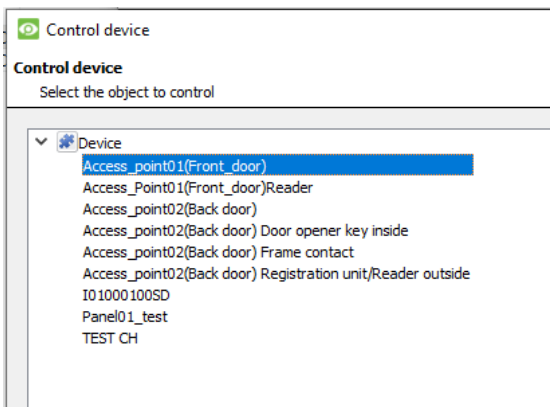 Control device
Control device
Select the object to control
Device
Access_point01(Front_door)
Access_Point01(Front_door)Reader
Access_point02(Back door)
Access_point02(Back door) Door opener key inside
Access_point02(Back door) Frame contact
Access_point02(Back door) Registration unit/Reader outside
I01000100SD
Panel01_test
TEST CH